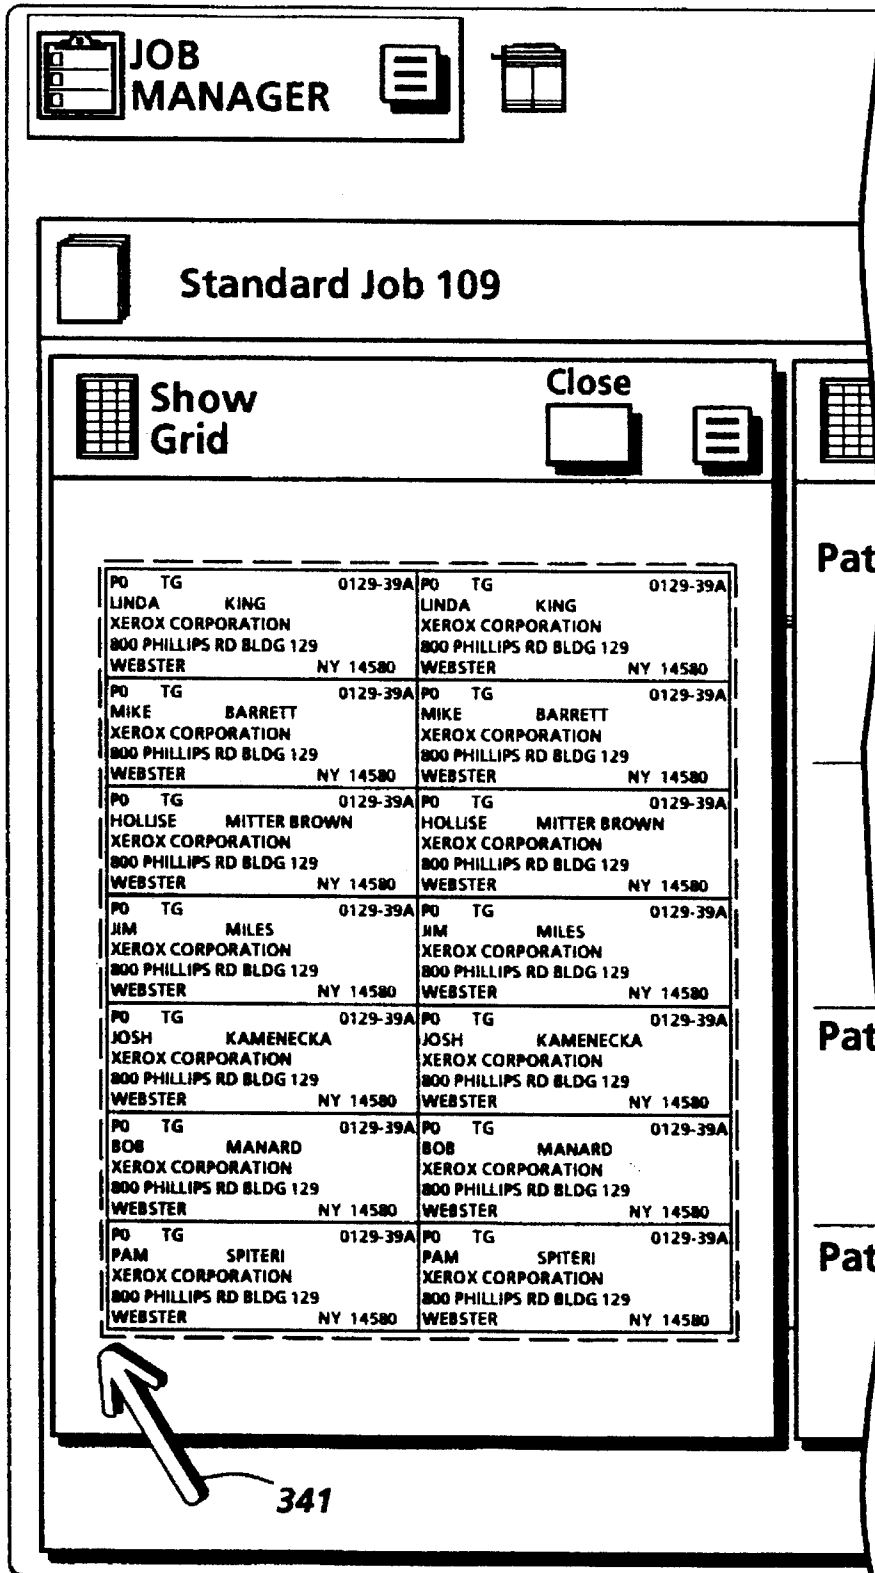 JOB
MANAGER
Standard Job 109
Show
Grid
Close
Pat
PO TG 0129-39A PO TG 0129-39A
LINDA KING LINDA KING
XEROX CORPORATION XEROX CORPORATION
800 PHILLIPS RD BLDG 129 800 PHILLIPS RD BLDG 129
WEBSTER NY 14580 WEBSTER NY 14580
PO TG 0129-39A PO TG 0129-39A
MIKE BARRETT MIKE BARRETT
XEROX CORPORATION XEROX CORPORATION
800 PHILLIPS RD BLDG 129 800 PHILLIPS RD BLDG 129
WEBSTER NY 14580 WEBSTER NY 14580
PO TG 0129-39A PO TG 0129-39A
HOLLISE MITTER BROWN HOLLISE MITTER BROWN
XEROX CORPORATION XEROX CORPORATION
800 PHILLIPS RD BLDG 129 800 PHILLIPS RD BLDG 129
WEBSTER NY 14580 WEBSTER NY 14580
PO TG 0129-39A PO TG 0129-39A
JIM MILES JIM MILES
XEROX CORPORATION XEROX CORPORATION
800 PHILLIPS RD BLDG 129 800 PHILLIPS RD BLDG 129
WEBSTER NY 14580 WEBSTER NY 14580
PO TG 0129-39A PO TG 0129-39A
JOSH KAMENECKA JOSH KAMENECKA
XEROX CORPORATION XEROX CORPORATION
800 PHILLIPS RD BLDG 129 800 PHILLIPS RD BLDG 129
WEBSTER NY 14580 WEBSTER NY 14580
Pat
PO TG 0129-39A PO TG 0129-39A
BOB MANARD BOB MANARD
XEROX CORPORATION XEROX CORPORATION
800 PHILLIPS RD BLDG 129 800 PHILLIPS RD BLDG 129
WEBSTER NY 14580 WEBSTER NY 14580
PO TG 0129-39A PO TG 0129-39A
PAM SPITERI PAM SPITERI
XEROX CORPORATION XEROX CORPORATION
800 PHILLIPS RD BLDG 129 800 PHILLIPS RD BLDG 129
WEBSTER NY 14580 WEBSTER NY 14580
Pat
341